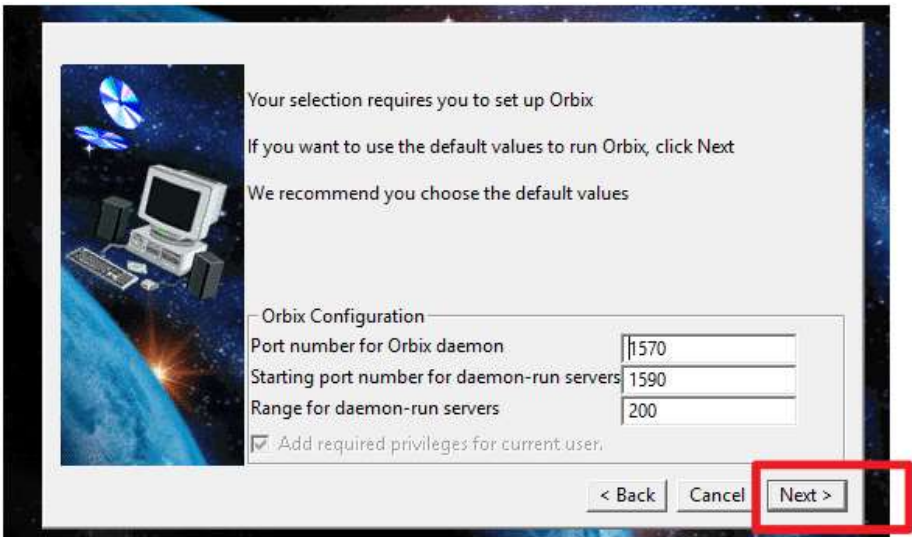 Your selection requires you to set up Orbix
If you want to use the default values to run Orbix, click Next
We recommend you choose the default values
Orbix Configuration
Port number for Orbix daemon 1570
Starting port number for daemon-run servers 1590
Range for daemon-run servers 200
Add required privileges for current user.
< Back Cancel Next >